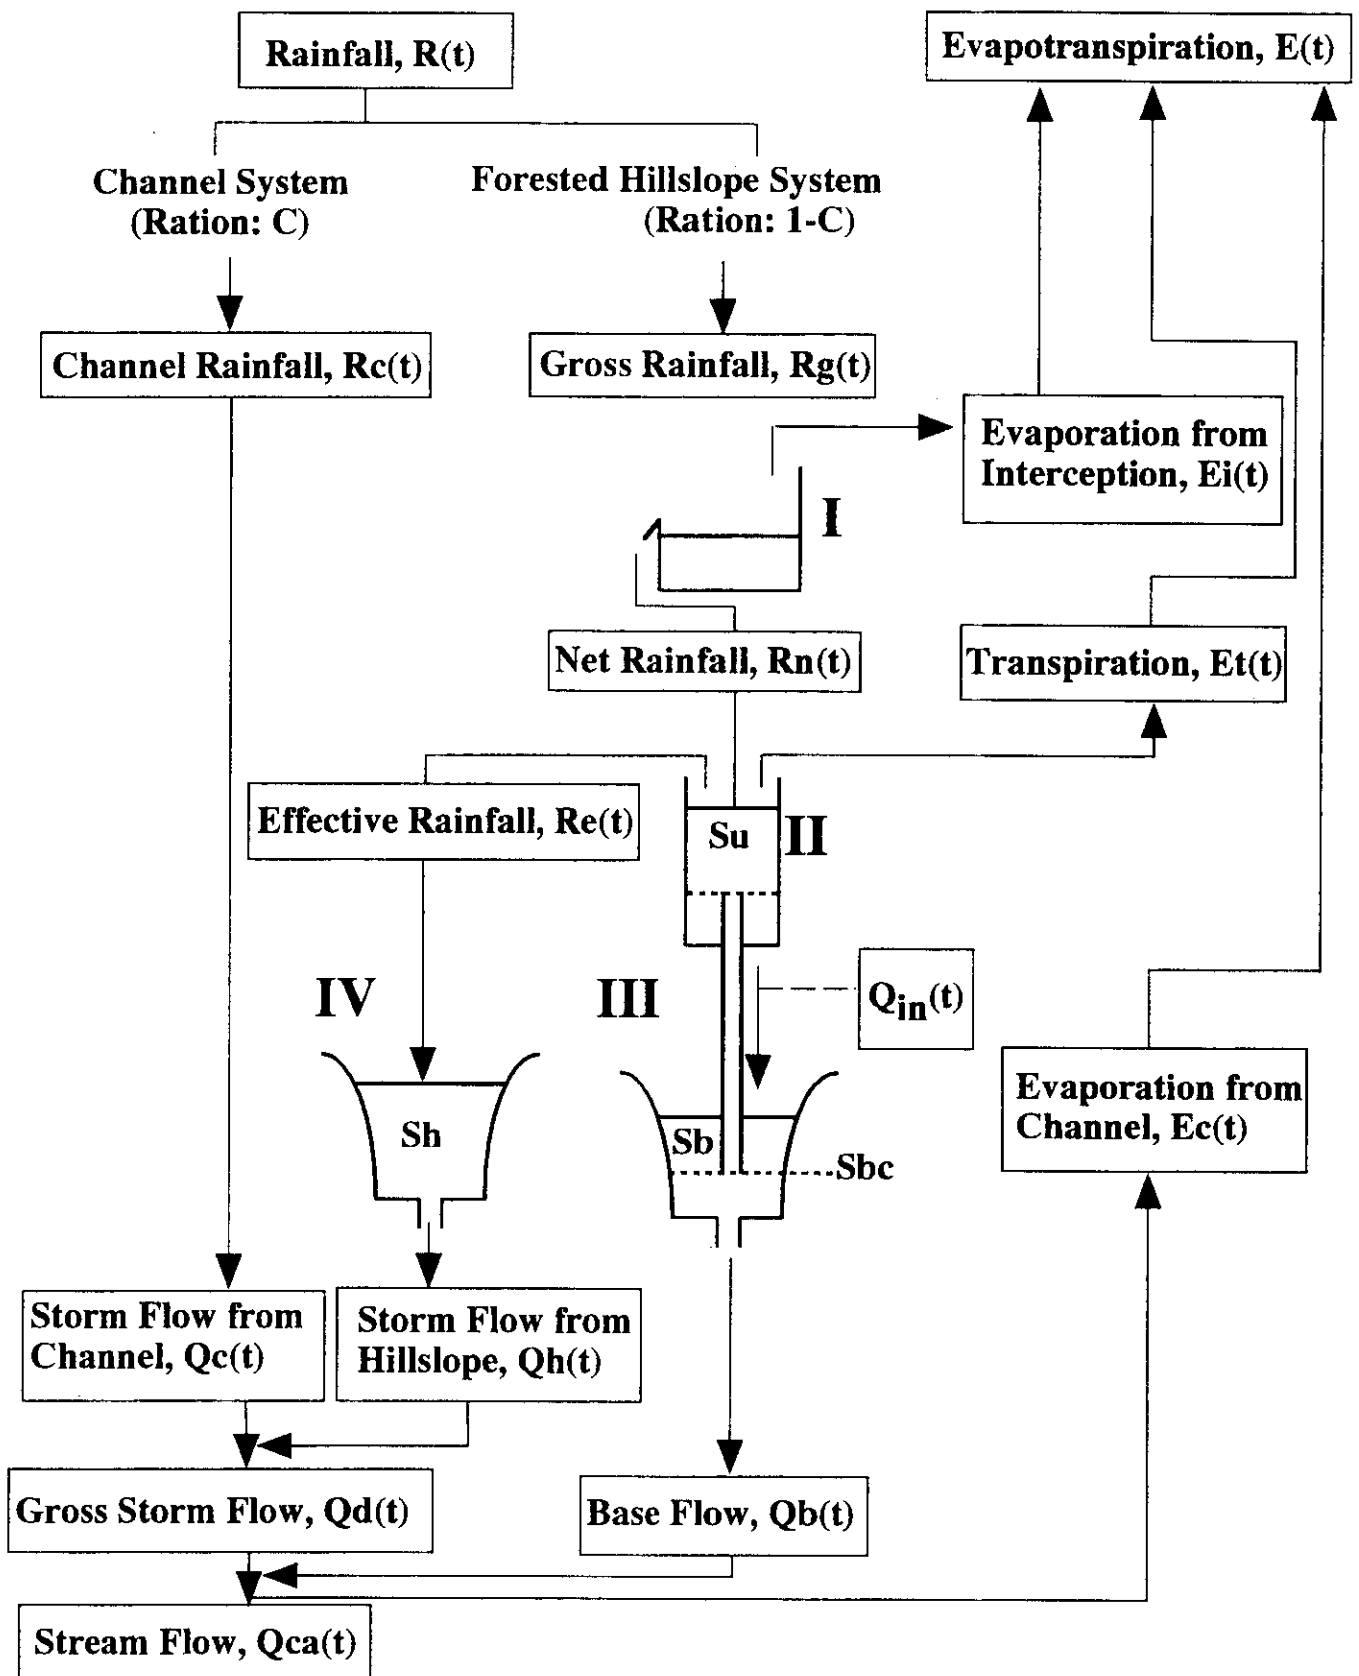 Rainfall, R(t)
Evapotranspiration, E(t)
Channel System
(Ration: C)
Forested Hillslope System
(Ration: 1-C)
Channel Rainfall, Rc(t)
Gross Rainfall, Rg(t)
Evaporation from
Interception, Ei(t)
I
Net Rainfall, Rn(t)
Transpiration, Et(t)
Effective Rainfall, Re(t)
Su
II
IV
III
Qin(t)
Sh
Sb
Sbc
Evaporation from
Channel, Ec(t)
Storm Flow from
Channel, Qc(t)
Storm Flow from
Hillslope, Qh(t)
Gross Storm Flow, Qd(t)
Base Flow, Qb(t)
Stream Flow, Qca(t)